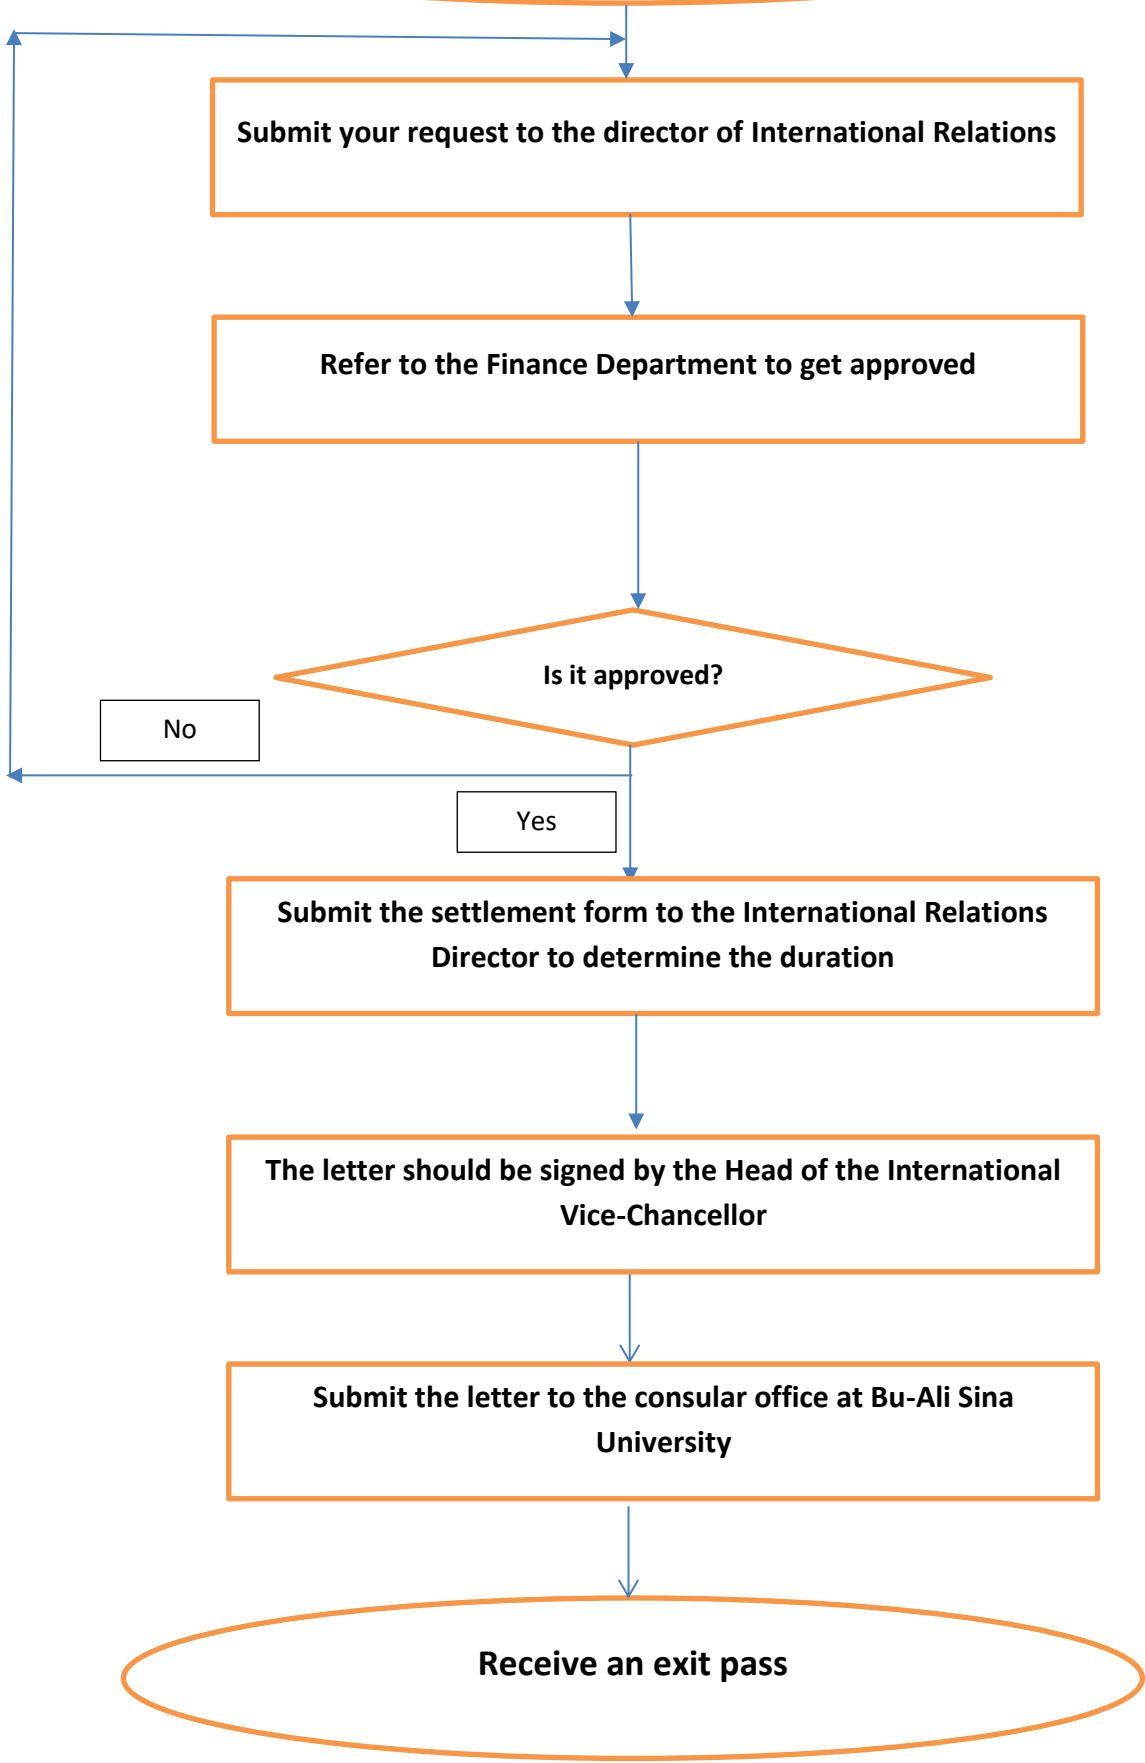 Submit your request to the director of International Relations
Refer to the Finance Department to get approved
Is it approved?
No
Yes
Submit the settlement form to the International Relations
Director to determine the duration
The letter should be signed by the Head of the International
Vice-Chancellor
Submit the letter to the consular office at Bu-Ali Sina
University
Receive an exit pass